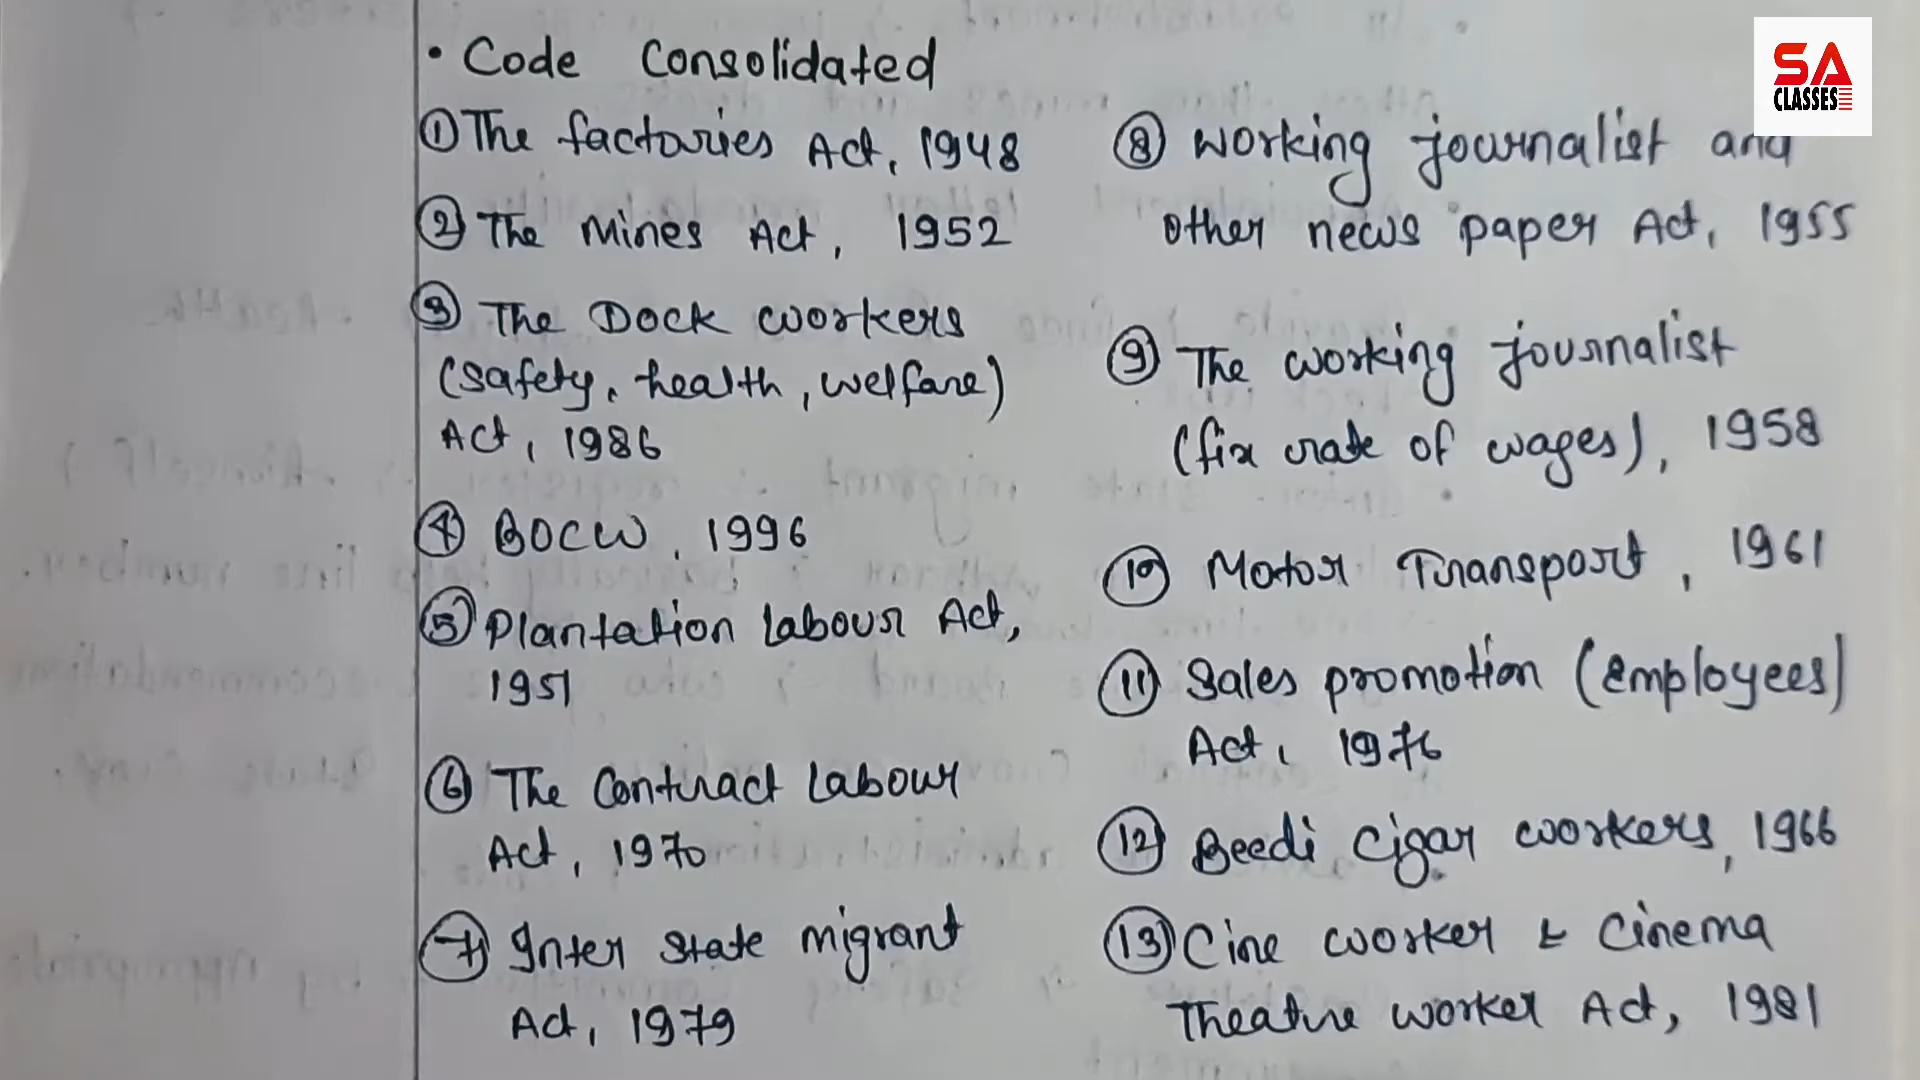 • Code Consolidated
① The factories Act, 1948
② The Mines Act, 1952
③ The Dock workers
(safety, health, welfare)
Act, 1986
④ BOCW, 1996
⑤ Plantation Labour Act,
1951
⑥ The Contract Labour
Act, 1970
⑦ Inter State migrant
Act, 1979
⑧ working journalist and
other news paper Act, 1955
⑨ The working journalist
(fix rate of wages), 1958
⑩ Motor Transport, 1961
⑪ Sales promotion (employees)
Act, 1976
⑫ Beedi Cigar workers, 1966
⑬ Cine worker & Cinema
Theatre worker Act, 1981
SA
CLASSES